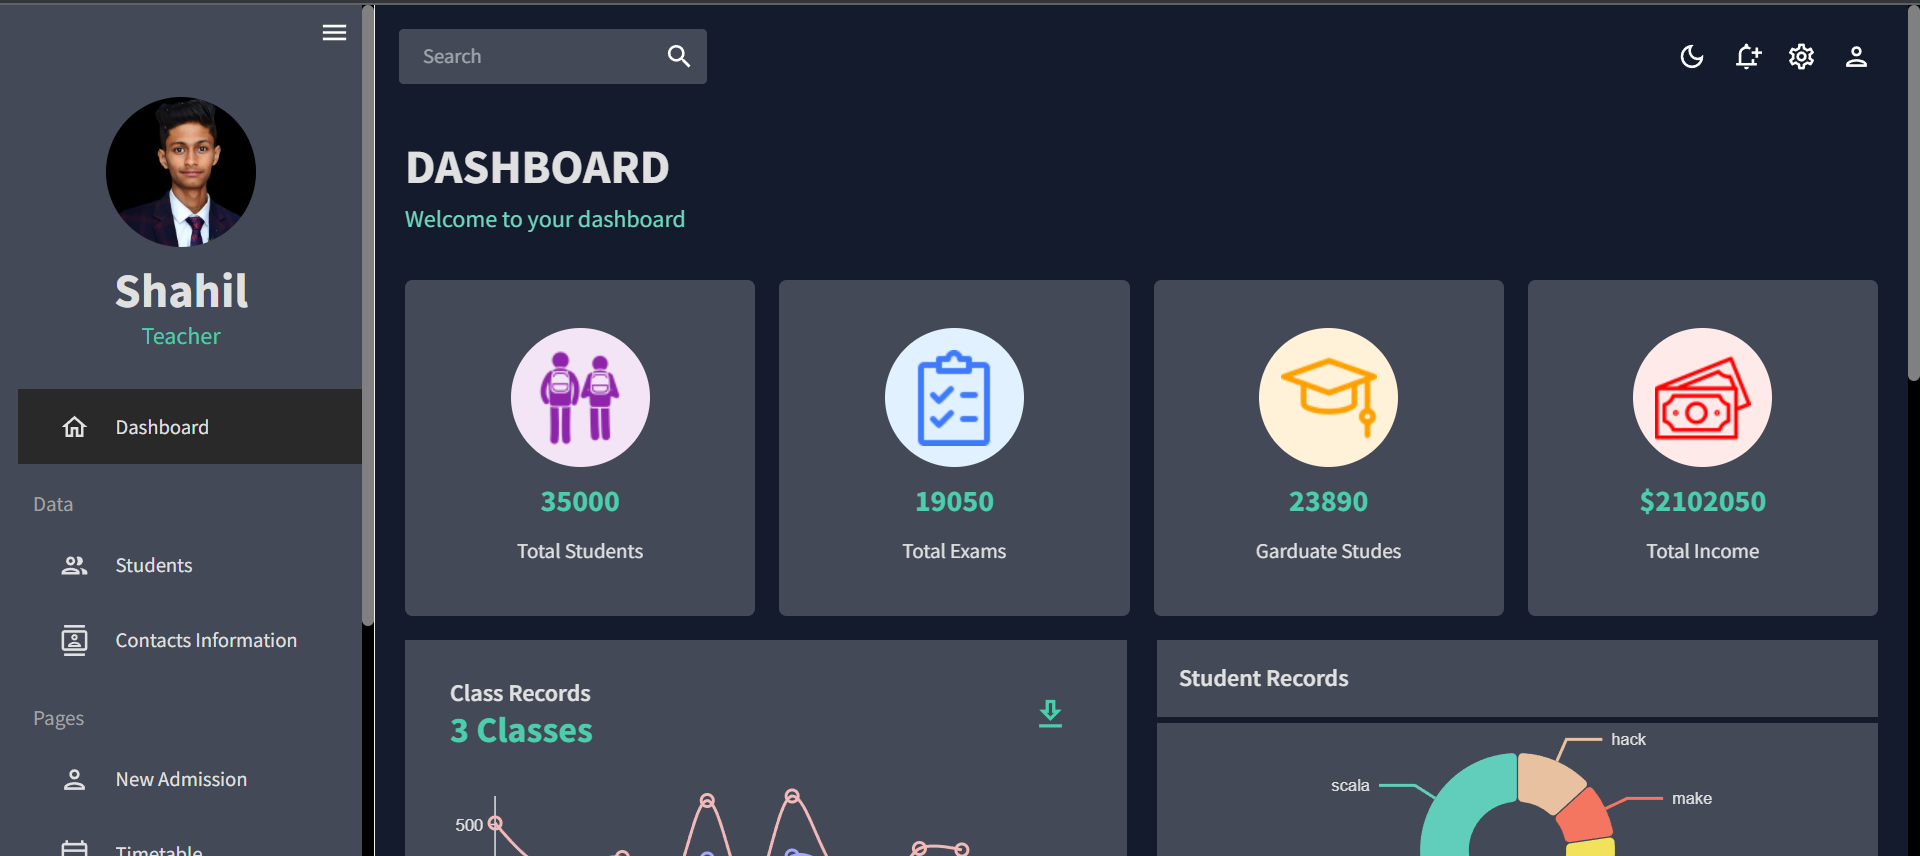 Search
Shahil
Teacher
Dashboard
Data
Students
Contacts Information
Pages
New Admission
Timetable
DASHBOARD
Welcome to your dashboard
35000
Total Students
19050
Total Exams
23890
Garduate Studes
$2102050
Total Income
Class Records
3 Classes
500
Student Records
hack
scala
make